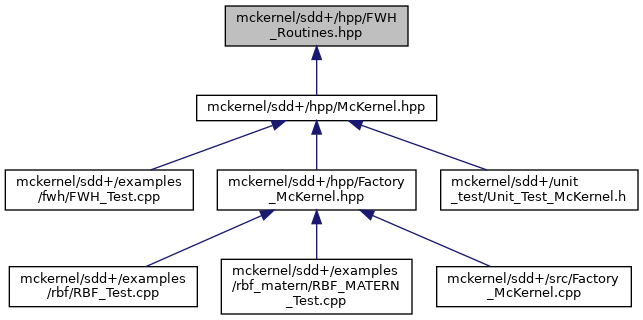 mckernel/sdd+/hpp/FWH
_Routines.hpp
mckernel/sdd+/hpp/McKernel.hpp
mckernel/sdd+/examples
/fwh/FWH_Test.cpp
mckernel/sdd+/hpp/Factory
_McKernel.hpp
mckernel/sdd+/unit
_test/Unit_Test_McKernel.h
mckernel/sdd+/examples
/rbf/RBF_Test.cpp
mckernel/sdd+/examples
/rbf_matern/RBF_MATERN
_Test.cpp
mckernel/sdd+/src/Factory
_McKernel.cpp